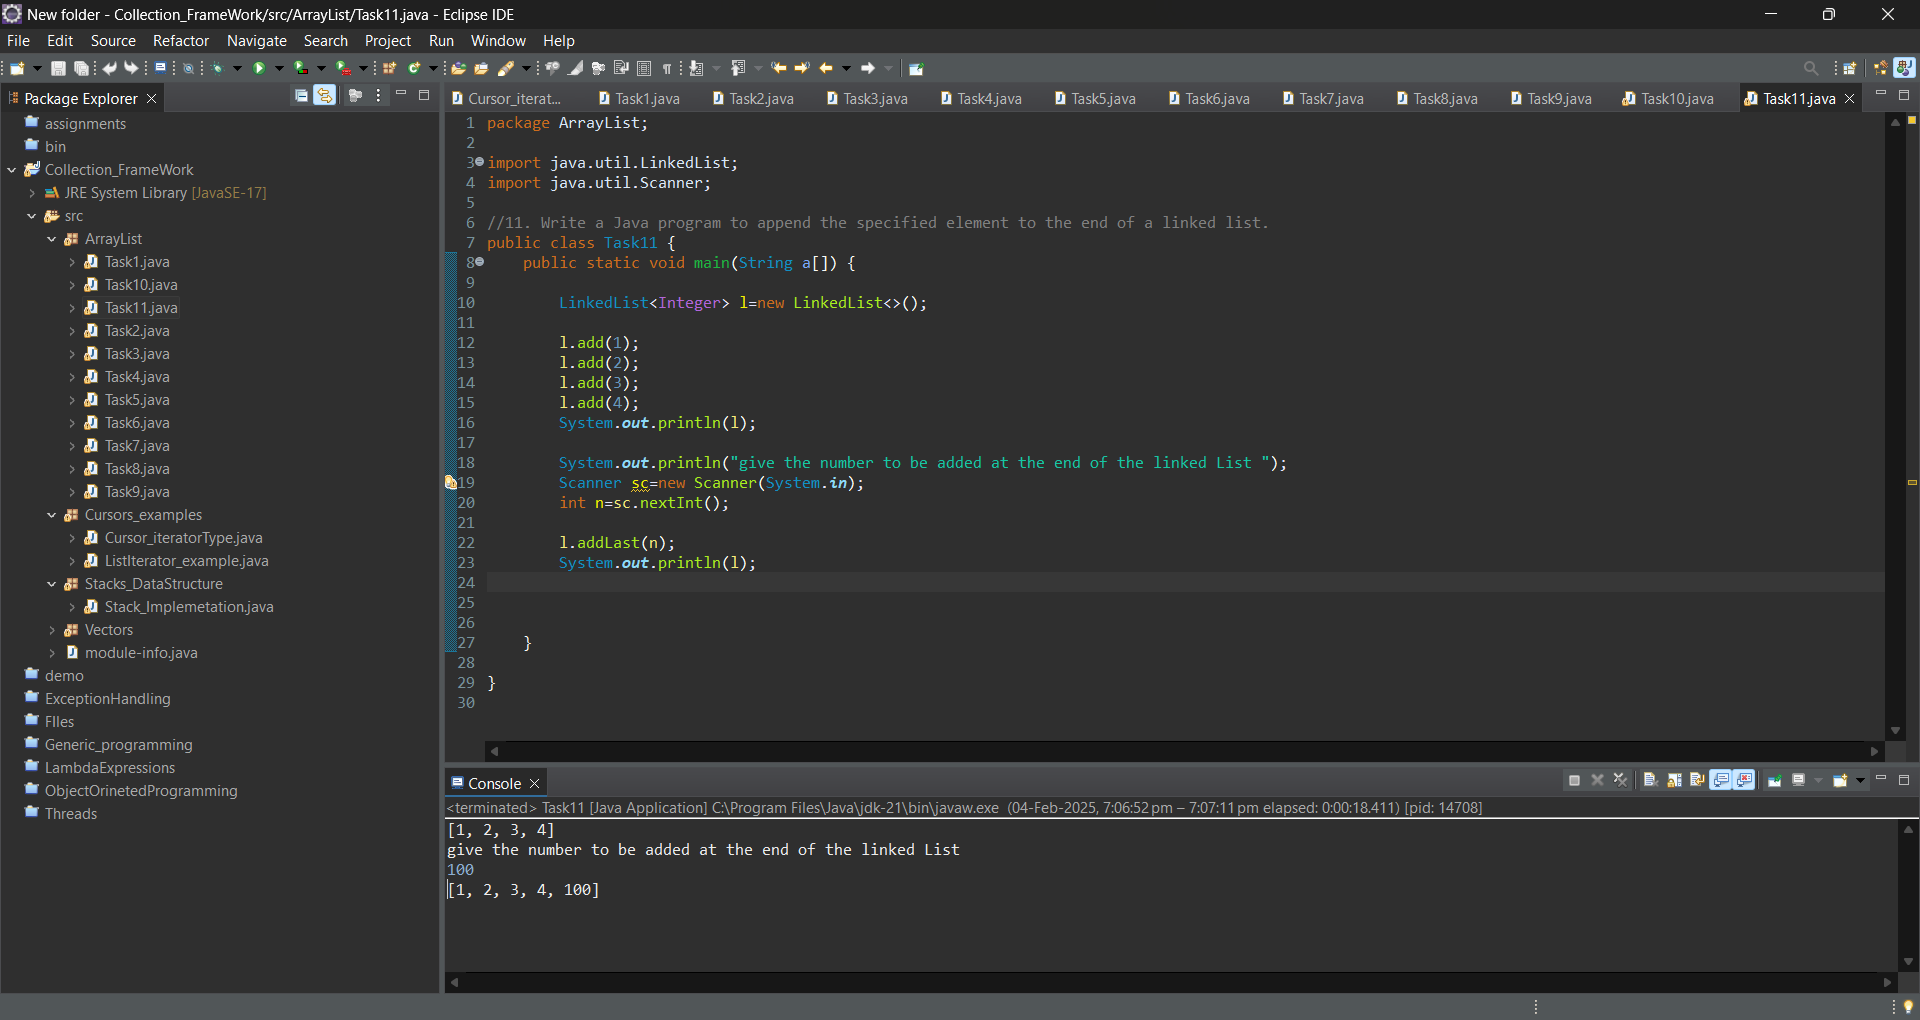 New folder - Collection_FrameWork/src/ArrayList/Task11.java - Eclipse IDE
File Edit Source Refactor Navigate Search Project Run Window Help
Package Explorer
assignments
bin
Collection_FrameWork
JRE System Library [JavaSE-17]
src
ArrayList
Task1.java
Task10.java
Task11.java
Task2.java
Task3.java
Task4.java
Task5.java
Task6.java
Task7.java
Task8.java
Task9.java
Cursors_examples
Cursor_iteratorType.java
ListIterator_example.java
Stacks_DataStructure
Stack_Implemetation.java
Vectors
module-info.java
demo
ExceptionHandling
FIles
Generic_programming
LambdaExpressions
ObjectOrinetedProgramming
Threads
Cursor_iterat... Task1.java Task2.java Task3.java Task4.java Task5.java Task6.java Task7.java Task8.java Task9.java Task10.java Task11.java
1 package ArrayList;
2
3 import java.util.LinkedList;
4 import java.util.Scanner;
5
6 //11. Write a Java program to append the specified element to the end of a linked list.
7 public class Task11 {
8 public static void main(String a[]) {
9
10 LinkedList<Integer> l=new LinkedList<>();
11
12 l.add(1);
13 l.add(2);
14 l.add(3);
15 l.add(4);
16 System.out.println(l);
17
18 System.out.println("give the number to be added at the end of the linked List ");
19 Scanner sc=new Scanner(System.in);
20 int n=sc.nextInt();
21
22 l.addLast(n);
23 System.out.println(l);
24
25
26
27 }
28
29 }
30
Console
<terminated> Task11 [Java Application] C:\Program Files\Java\jdk-21\bin\javaw.exe (04-Feb-2025, 7:06:52 pm – 7:07:11 pm elapsed: 0:00:18.411) [pid: 14708]
[1, 2, 3, 4]
give the number to be added at the end of the linked List
100
[1, 2, 3, 4, 100]